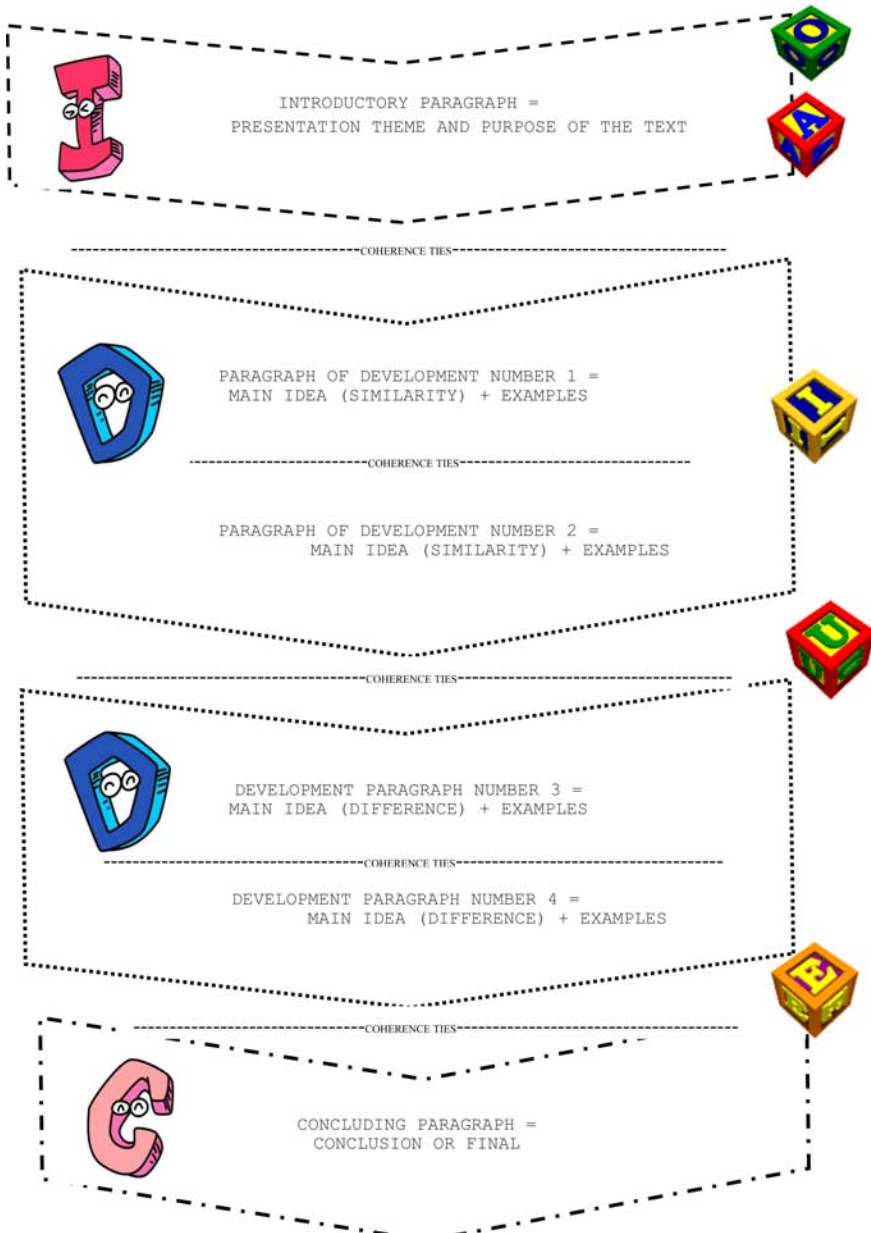 I
O
O O
A
A A
INTRODUCTORY PARAGRAPH =
PRESENTATION THEME AND PURPOSE OF THE TEXT
COHERENCE TIES
D
PARAGRAPH OF DEVELOPMENT NUMBER 1 =
MAIN IDEA (SIMILARITY) + EXAMPLES
I
I I
COHERENCE TIES
PARAGRAPH OF DEVELOPMENT NUMBER 2 =
MAIN IDEA (SIMILARITY) + EXAMPLES
U
U U
COHERENCE TIES
D
DEVELOPMENT PARAGRAPH NUMBER 3 =
MAIN IDEA (DIFFERENCE) + EXAMPLES
COHERENCE TIES
DEVELOPMENT PARAGRAPH NUMBER 4 =
MAIN IDEA (DIFFERENCE) + EXAMPLES
E
E E
COHERENCE TIES
C
CONCLUDING PARAGRAPH =
CONCLUSION OR FINAL